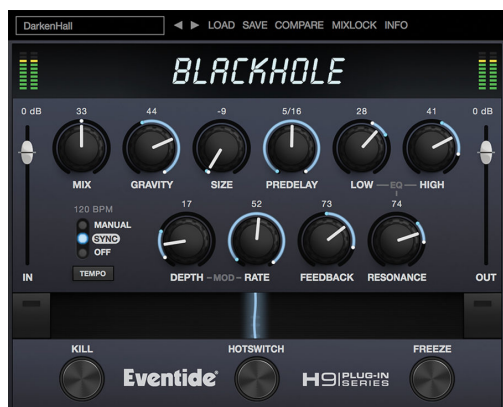 DarkenHall ◀ ▶ LOAD SAVE COMPARE MIXLOCK INFO
BLACKHOLE
0 dB 33 44 -9 5/16 28 41 0 dB
MIX GRAVITY SIZE PREDELAY LOW EQ HIGH
120 BPM 17 52 73 74
MANUAL
SYNC
OFF
TEMPO
IN DEPTH MOD RATE FEEDBACK RESONANCE OUT
KILL HOTSWITCH FREEZE
Eventide® H9 PLUG-IN SERIES